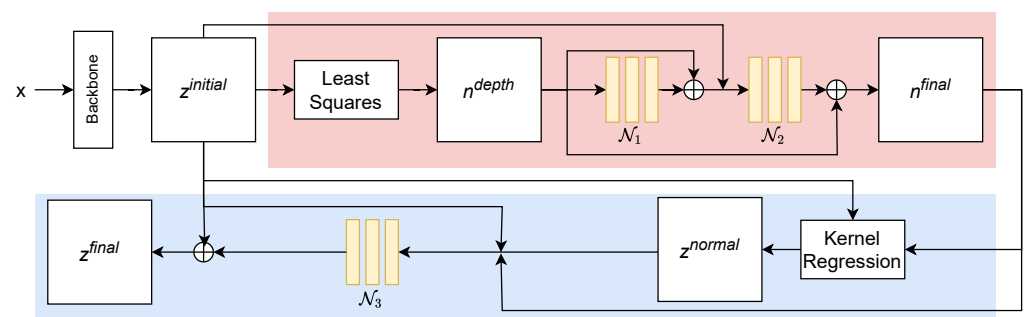 x
Backbone
z^initial
Least
Squares
n^depth
𝒩₁
𝒩₂
n^final
z^final
𝒩₃
z^normal
Kernel
Regression